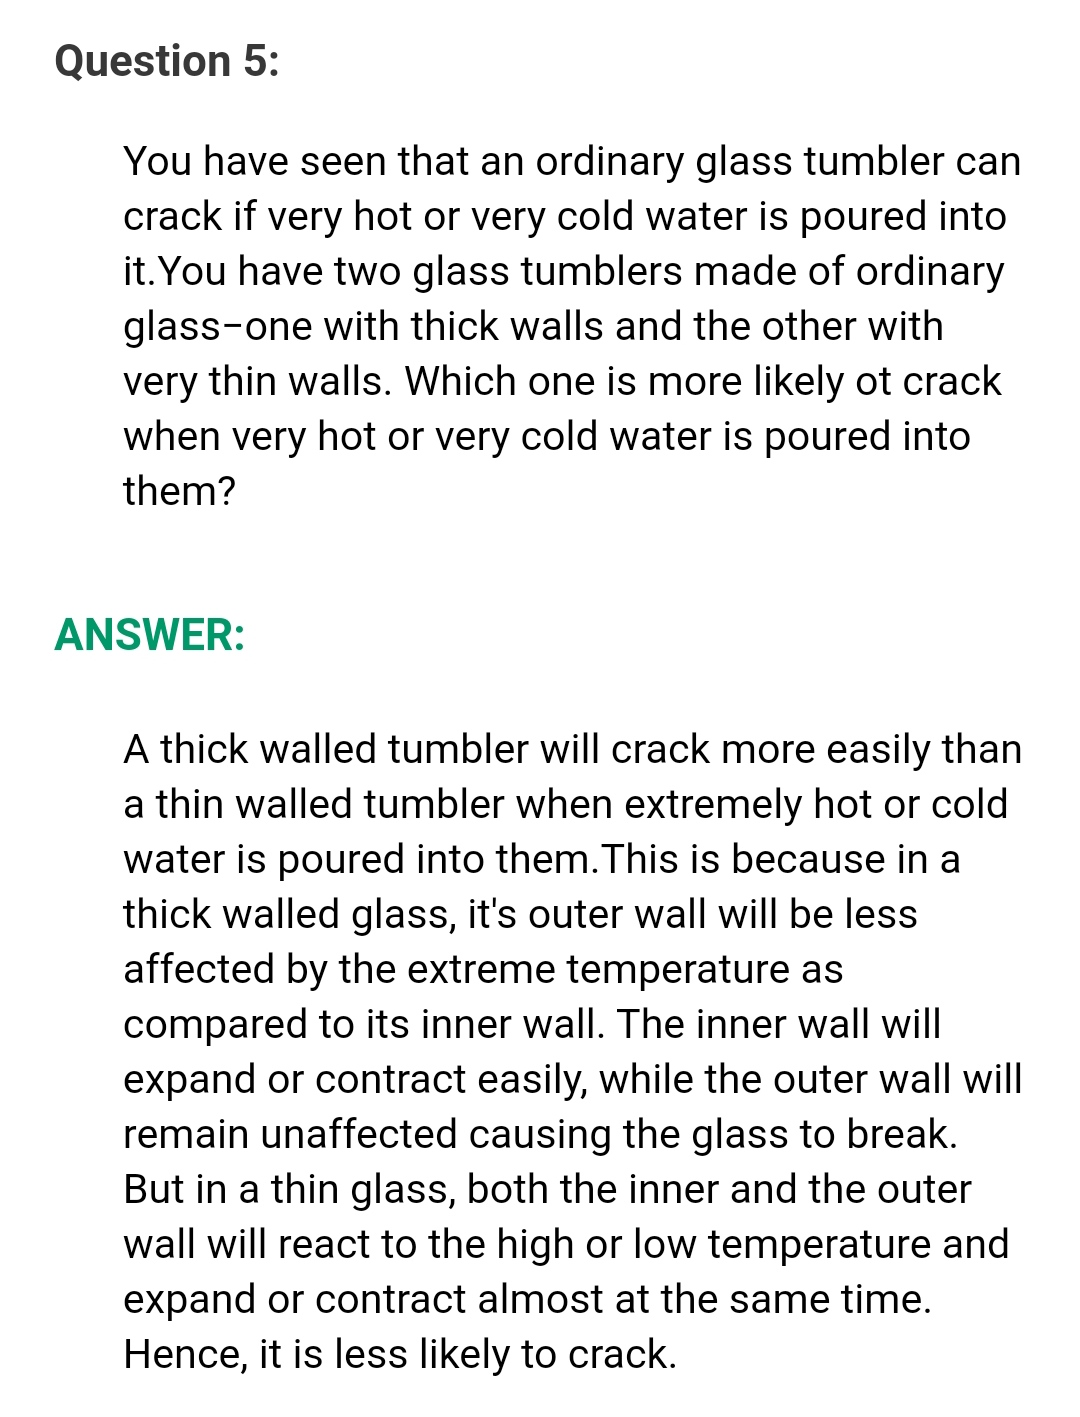 Question 5:
You have seen that an ordinary glass tumbler can
crack if very hot or very cold water is poured into
it.You have two glass tumblers made of ordinary
glass−one with thick walls and the other with
very thin walls. Which one is more likely ot crack
when very hot or very cold water is poured into
them?
ANSWER:
A thick walled tumbler will crack more easily than
a thin walled tumbler when extremely hot or cold
water is poured into them.This is because in a
thick walled glass, it's outer wall will be less
affected by the extreme temperature as
compared to its inner wall. The inner wall will
expand or contract easily, while the outer wall will
remain unaffected causing the glass to break.
But in a thin glass, both the inner and the outer
wall will react to the high or low temperature and
expand or contract almost at the same time.
Hence, it is less likely to crack.